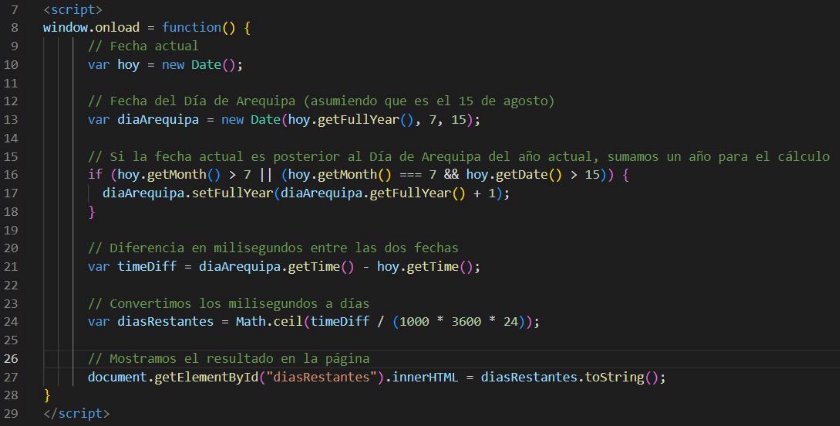 7 <script>
8 window.onload = function() {
9 // Fecha actual
10 var hoy = new Date();
11
12 // Fecha del Día de Arequipa (asumiendo que es el 15 de agosto)
13 var diaArequipa = new Date(hoy.getFullYear(), 7, 15);
14
15 // Si la fecha actual es posterior al Día de Arequipa del año actual, sumamos un año para el cálculo
16 if (hoy.getMonth() > 7 || (hoy.getMonth() === 7 && hoy.getDate() > 15)) {
17 diaArequipa.setFullYear(diaArequipa.getFullYear() + 1);
18 }
19
20 // Diferencia en milisegundos entre las dos fechas
21 var timeDiff = diaArequipa.getTime() - hoy.getTime();
22
23 // Convertimos los milisegundos a días
24 var diasRestantes = Math.ceil(timeDiff / (1000 * 3600 * 24));
25
26 // Mostramos el resultado en la página
27 document.getElementById("diasRestantes").innerHTML = diasRestantes.toString();
28 }
29 </script>